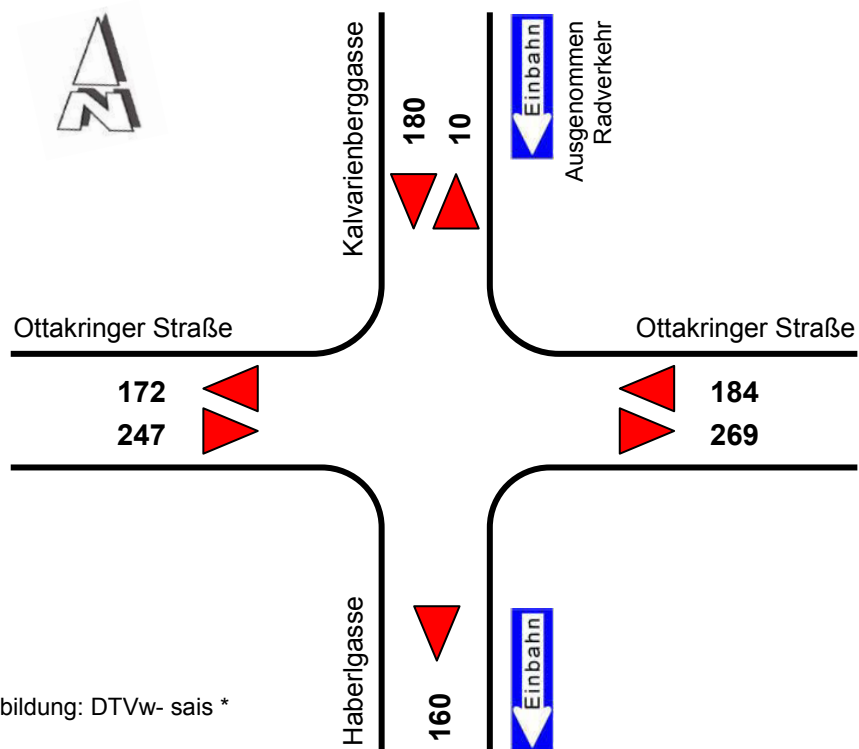 N
Kalvarienberggasse
180
10
Einbahn
Ausgenommen
Radverkehr
Ottakringer Straße
Ottakringer Straße
172
247
184
269
Haberlgasse
160
Einbahn
bildung: DTVw- sais *